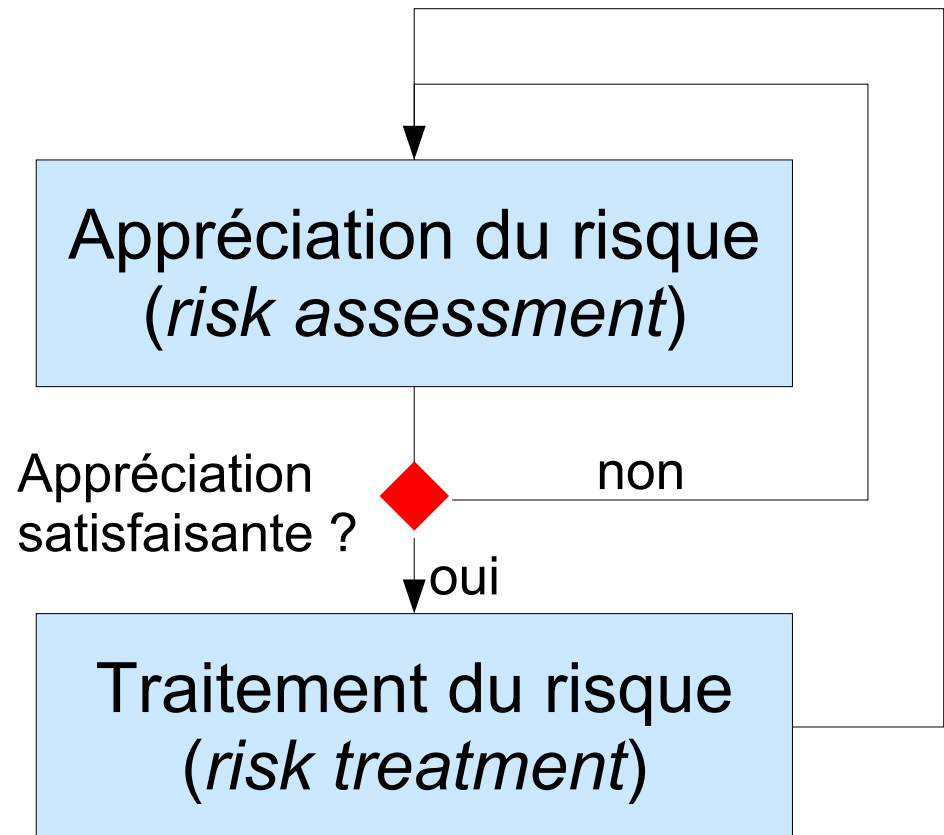 Appréciation du risque
(risk assessment)
Appréciation
satisfaisante ?
non
oui
Traitement du risque
(risk treatment)